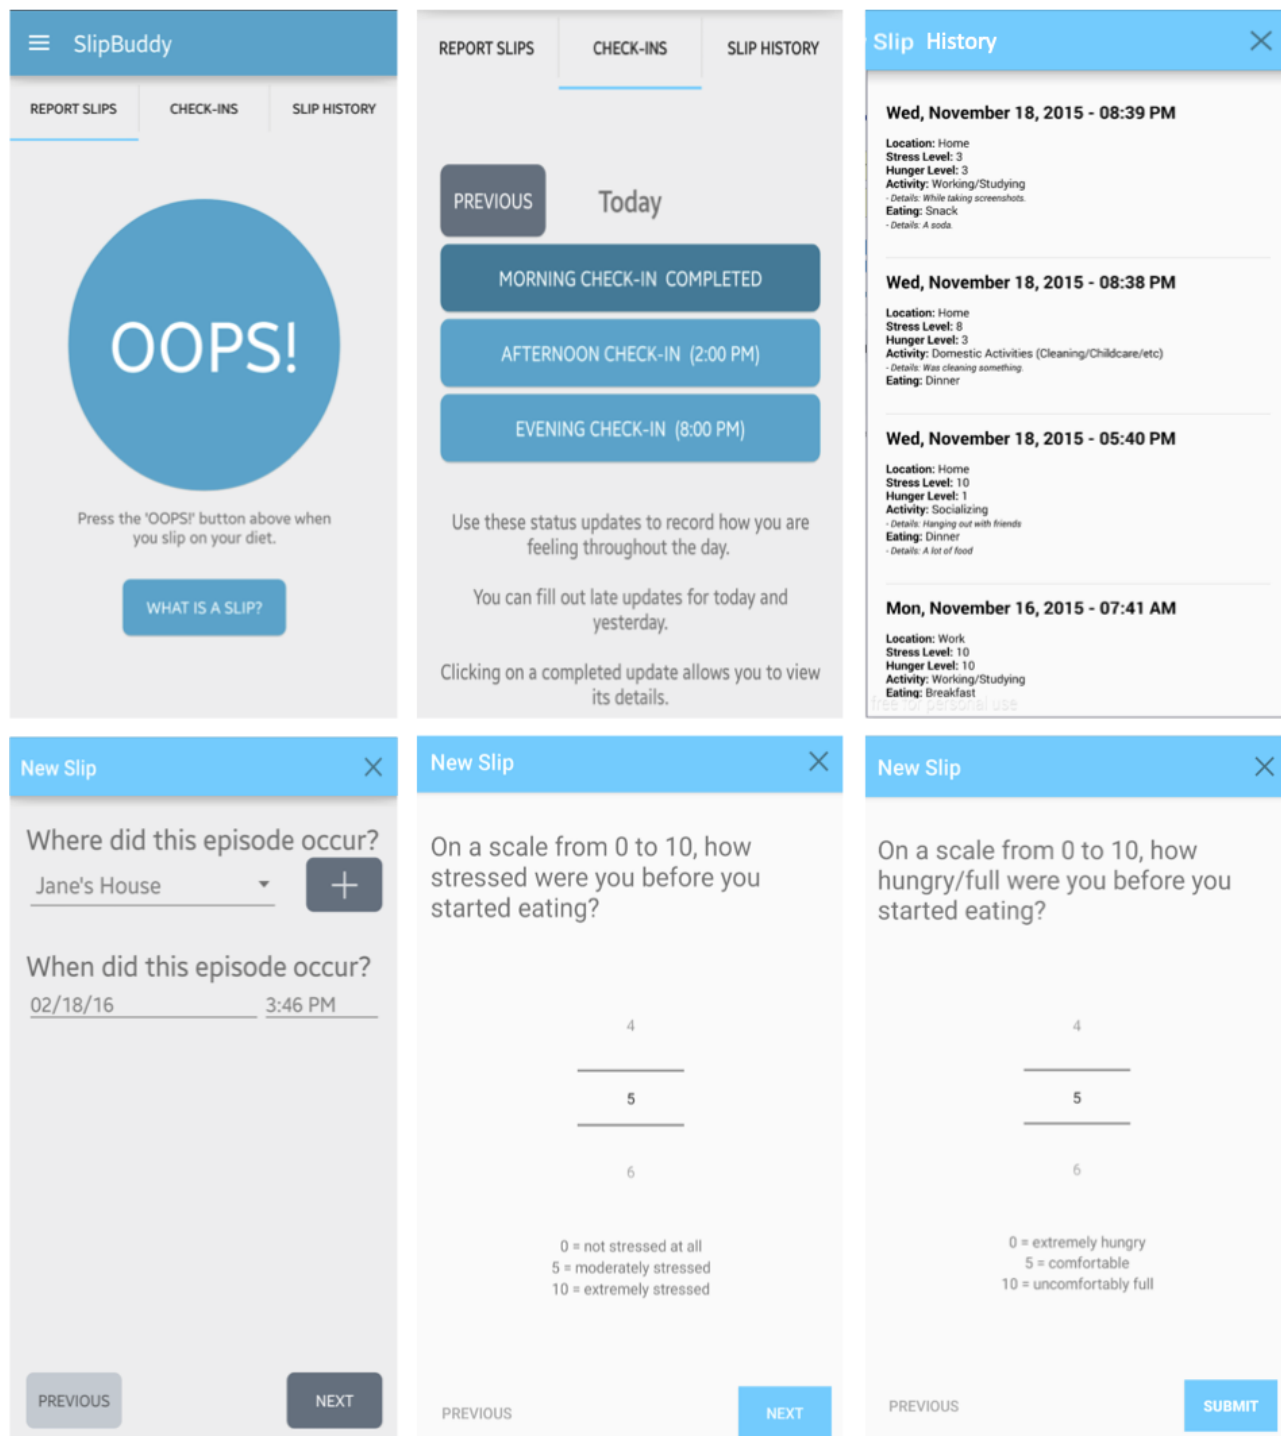 SlipBuddy
REPORT SLIPS CHECK-INS SLIP HISTORY
OOPS!
Press the 'OOPS!' button above when
you slip on your diet.
WHAT IS A SLIP?
REPORT SLIPS CHECK-INS SLIP HISTORY
PREVIOUS Today
MORNING CHECK-IN COMPLETED
AFTERNOON CHECK-IN (2:00 PM)
EVENING CHECK-IN (8:00 PM)
Use these status updates to record how you are
feeling throughout the day.
You can fill out late updates for today and
yesterday.
Clicking on a completed update allows you to view
its details.
Slip History
Wed, November 18, 2015 - 08:39 PM
Location: Home
Stress Level: 3
Hunger Level: 3
Activity: Working/Studying
- Details: While taking screenshots.
Eating: Snack
- Details: A soda.
Wed, November 18, 2015 - 08:38 PM
Location: Home
Stress Level: 8
Hunger Level: 3
Activity: Domestic Activities (Cleaning/Childcare/etc)
- Details: Was cleaning something.
Eating: Dinner
Wed, November 18, 2015 - 05:40 PM
Location: Home
Stress Level: 10
Hunger Level: 1
Activity: Socializing
- Details: Hanging out with friends
Eating: Dinner
- Details: A lot of food
Mon, November 16, 2015 - 07:41 AM
Location: Work
Stress Level: 10
Hunger Level: 10
Activity: Working/Studying
Eating: Breakfast
free for personal use
New Slip
Where did this episode occur?
Jane's House +
When did this episode occur?
02/18/16 3:46 PM
PREVIOUS NEXT
New Slip
On a scale from 0 to 10, how
stressed were you before you
started eating?
4
5
6
0 = not stressed at all
5 = moderately stressed
10 = extremely stressed
PREVIOUS NEXT
New Slip
On a scale from 0 to 10, how
hungry/full were you before you
started eating?
4
5
6
0 = extremely hungry
5 = comfortable
10 = uncomfortably full
PREVIOUS SUBMIT